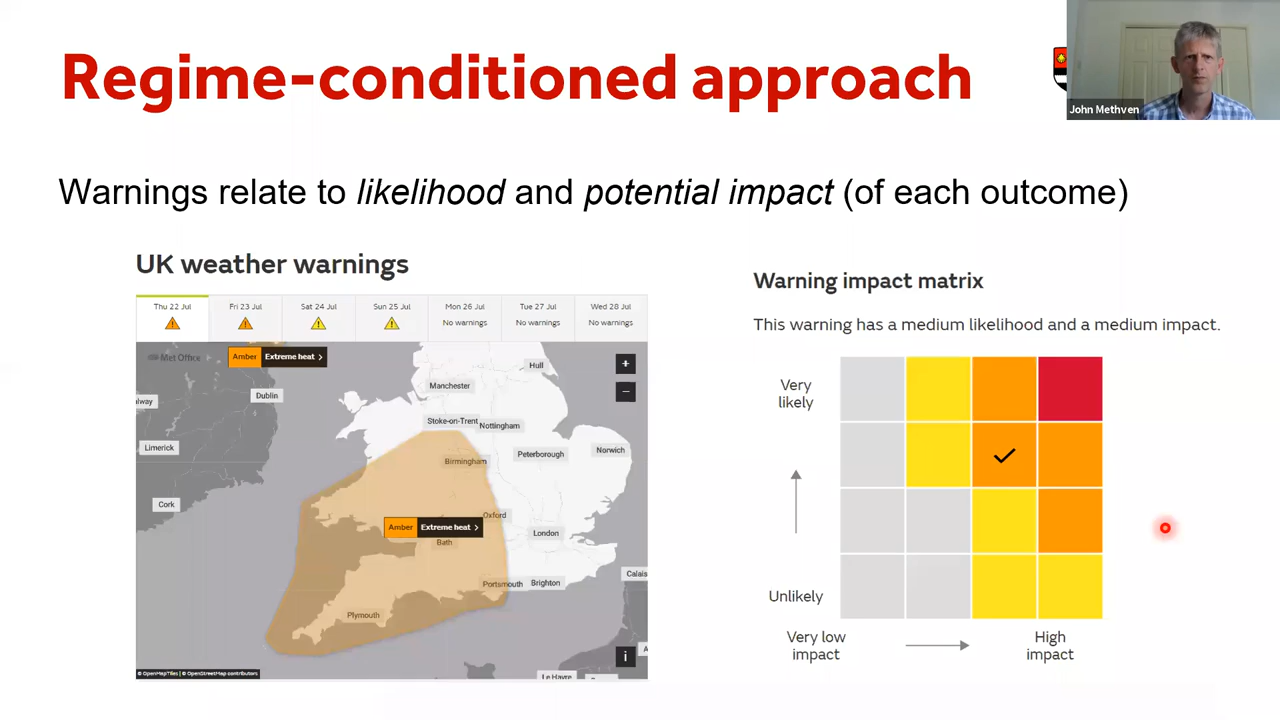 Regime-conditioned approach
John Methven
Warnings relate to likelihood and potential impact (of each outcome)
UK weather warnings
Thu 22 Jul
Fri 23 Jul
Sat 24 Jul
Sun 25 Jul
Mon 26 Jul
Tue 27 Jul
Wed 28 Jul
No warnings
No warnings
No warnings
Met Office
Amber Extreme heat >
+
−
Hull
Manchester
Dublin
lway
Stoke-on-Trent
Nottingham
Limerick
Birmingham
Peterborough
Norwich
Cork
Oxford
Amber Extreme heat >
London
Bath
Calais
Portsmouth
Brighton
Plymouth
i
A
© OpenMapTiles | © OpenStreetMap contributors
Le Havre
Warning impact matrix
This warning has a medium likelihood and a medium impact.
Very
likely
Unlikely
Very low
impact
High
impact